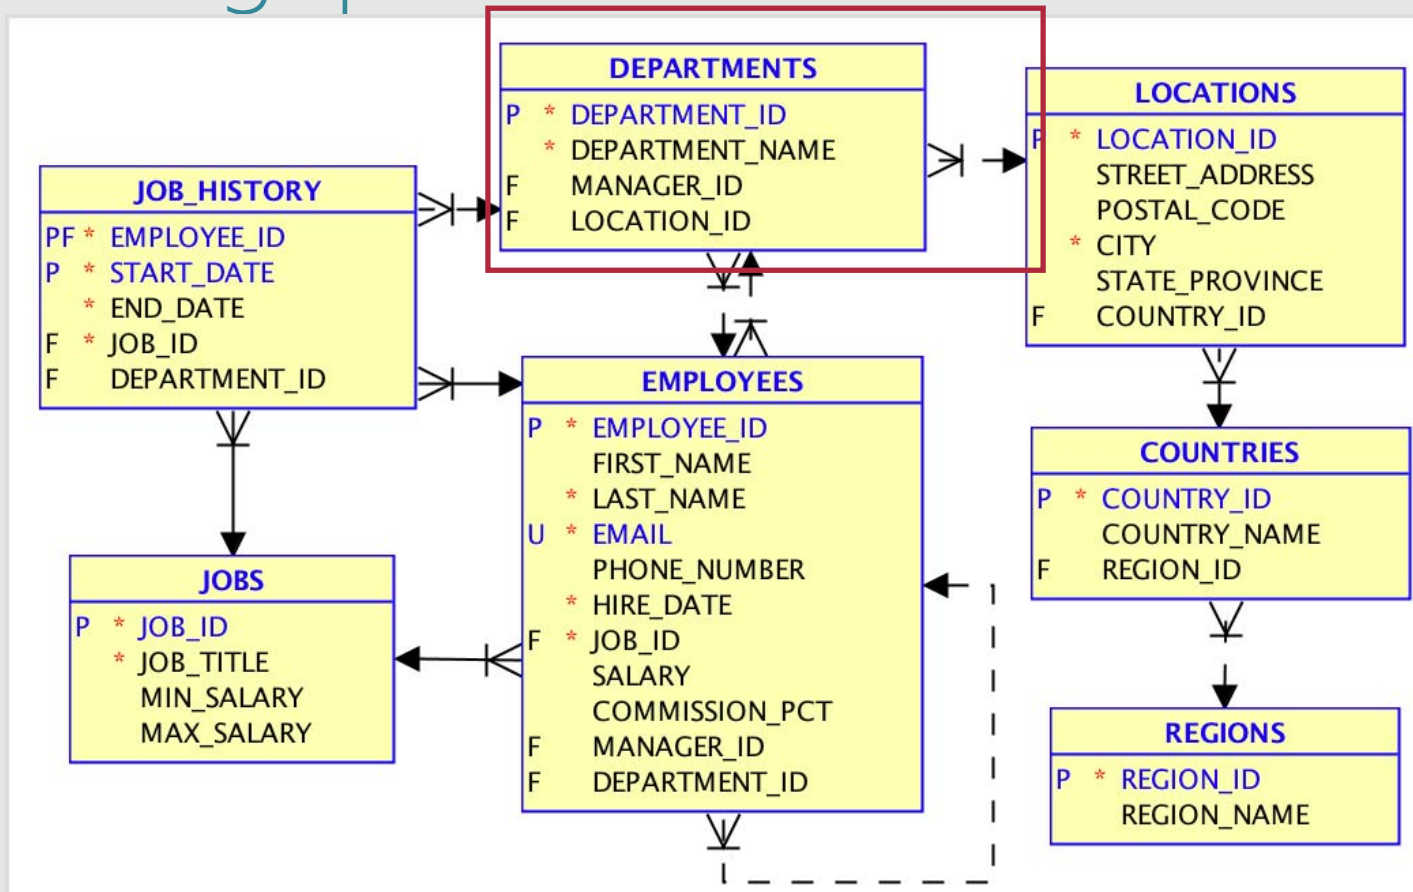 DEPARTMENTS
P * DEPARTMENT_ID
* DEPARTMENT_NAME
F MANAGER_ID
F LOCATION_ID
LOCATIONS
P * LOCATION_ID
STREET_ADDRESS
POSTAL_CODE
* CITY
STATE_PROVINCE
F COUNTRY_ID
JOB_HISTORY
PF * EMPLOYEE_ID
P * START_DATE
* END_DATE
F * JOB_ID
F DEPARTMENT_ID
EMPLOYEES
P * EMPLOYEE_ID
FIRST_NAME
* LAST_NAME
U * EMAIL
PHONE_NUMBER
* HIRE_DATE
F * JOB_ID
SALARY
COMMISSION_PCT
F MANAGER_ID
F DEPARTMENT_ID
COUNTRIES
P * COUNTRY_ID
COUNTRY_NAME
F REGION_ID
JOBS
P * JOB_ID
* JOB_TITLE
MIN_SALARY
MAX_SALARY
REGIONS
P * REGION_ID
REGION_NAME